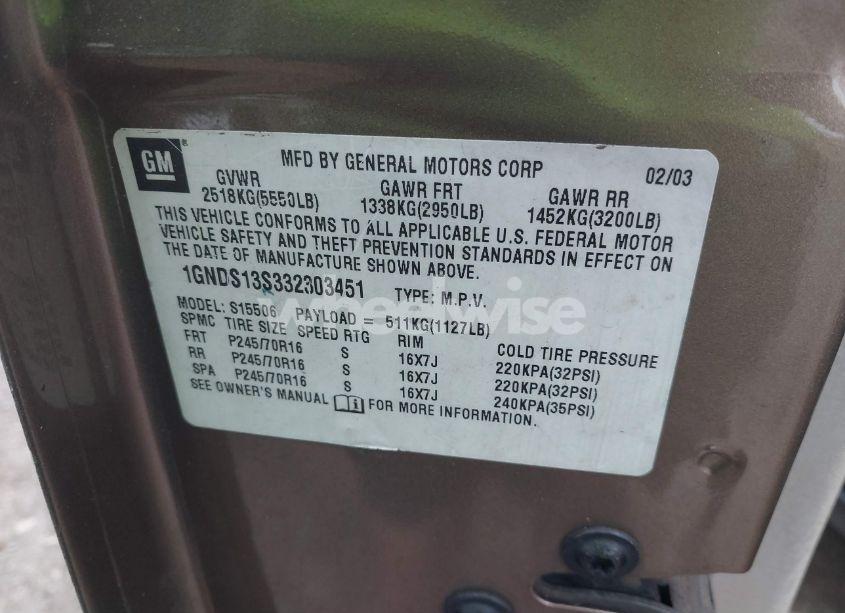 GM ®
MFD BY GENERAL MOTORS CORP 02/03
GVWR GAWR FRT GAWR RR
2518KG(5550LB) 1338KG(2950LB) 1452KG(3200LB)
THIS VEHICLE CONFORMS TO ALL APPLICABLE U.S. FEDERAL MOTOR
VEHICLE SAFETY AND THEFT PREVENTION STANDARDS IN EFFECT ON
THE DATE OF MANUFACTURE SHOWN ABOVE.
1GNDS13S332303451 TYPE: M.P.V.
MODEL: S15506 PAYLOAD = 511KG(1127LB)
SPMC TIRE SIZE SPEED RTG RIM COLD TIRE PRESSURE
FRT P245/70R16 S 16X7J 220KPA(32PSI)
RR P245/70R16 S 16X7J 220KPA(32PSI)
SPA P245/70R16 S 16X7J 240KPA(35PSI)
SEE OWNER'S MANUAL FOR MORE INFORMATION.
wheelwise